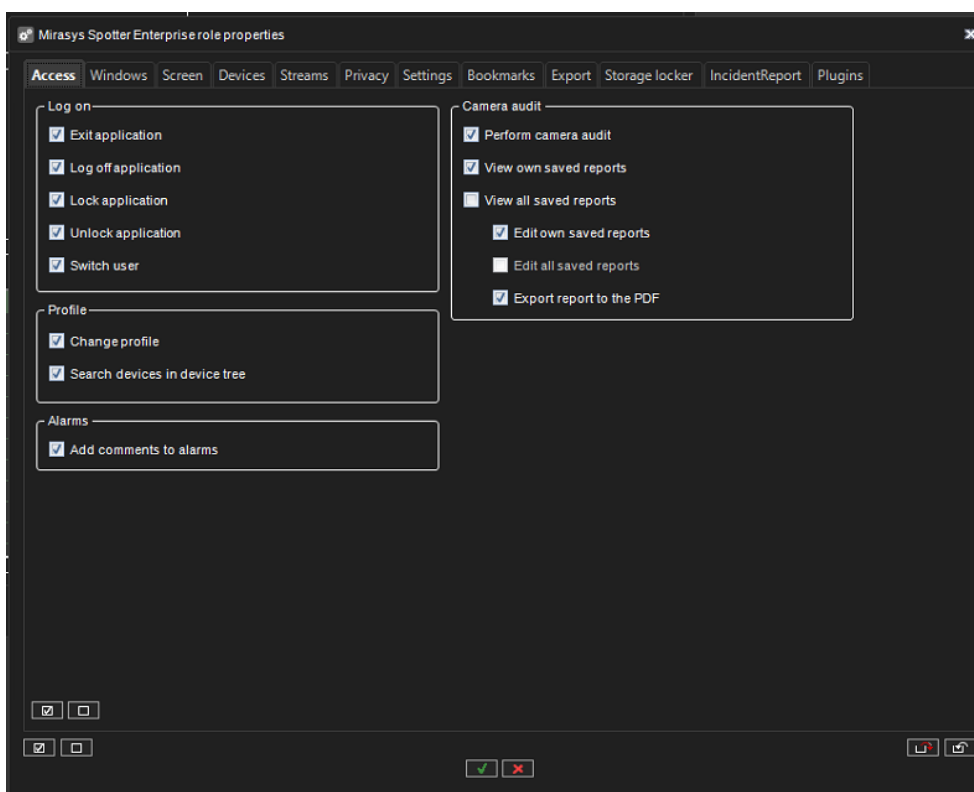 Mirasys Spotter Enterprise role properties
Access Windows Screen Devices Streams Privacy Settings Bookmarks Export Storage locker IncidentReport Plugins
Log on
Exit application
Log off application
Lock application
Unlock application
Switch user
Profile
Change profile
Search devices in device tree
Alarms
Add comments to alarms
Camera audit
Perform camera audit
View own saved reports
View all saved reports
Edit own saved reports
Edit all saved reports
Export report to the PDF